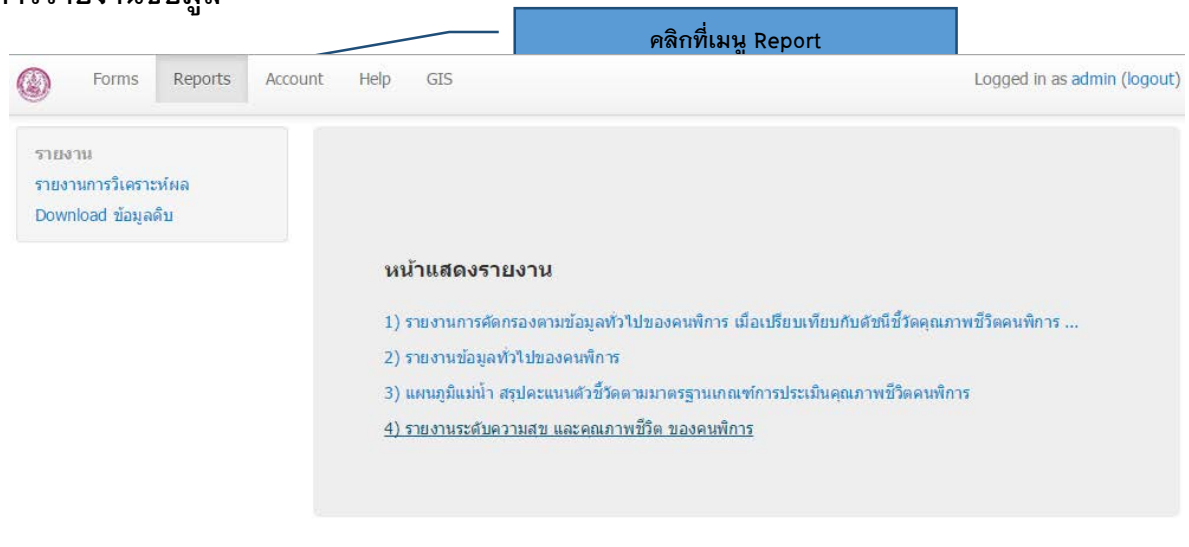 การรายงานข้อมูล
คลิกที่เมนู Report
Forms Reports Account Help GIS Logged in as admin (logout)
รายงาน
รายงานการวิเคราะห์ผล
Download ข้อมูลดิบ
หน้าแสดงรายงาน
1) รายงานการคัดกรองตามข้อมูลทั่วไปของคนพิการ เมื่อเปรียบเทียบกับดัชนีชี้วัดคุณภาพชีวิตคนพิการ ...
2) รายงานข้อมูลทั่วไปของคนพิการ
3) แผนภูมิแม่น้ำ สรุปคะแนนตัวชี้วัดตามมาตรฐานเกณฑ์การประเมินคุณภาพชีวิตคนพิการ
4) รายงานระดับความสุข และคุณภาพชีวิต ของคนพิการ